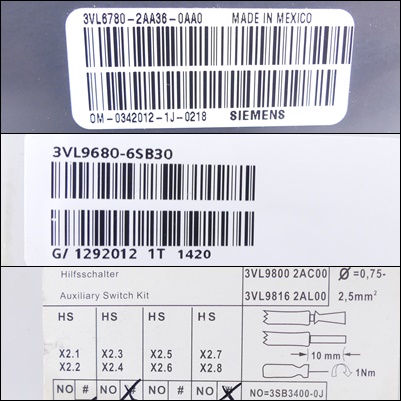 3VL6780-2AA36-0AA0 MADE IN MEXICO
OM-0342012-1J-0218 SIEMENS
3VL9680-6SB30
G/ 1292012 1T 1420
Hilfsschalter 3VL9800 2AC00 Ø=0,75-
Auxiliary Switch Kit 3VL9816 2AL00 2,5mm²
HS HS HS HS
X2.1 X2.3 X2.5 X2.7
X2.2 X2.4 X2.6 X2.8
10 mm 1Nm
NO # NO # NO # NO # NO=3SB3400-0J